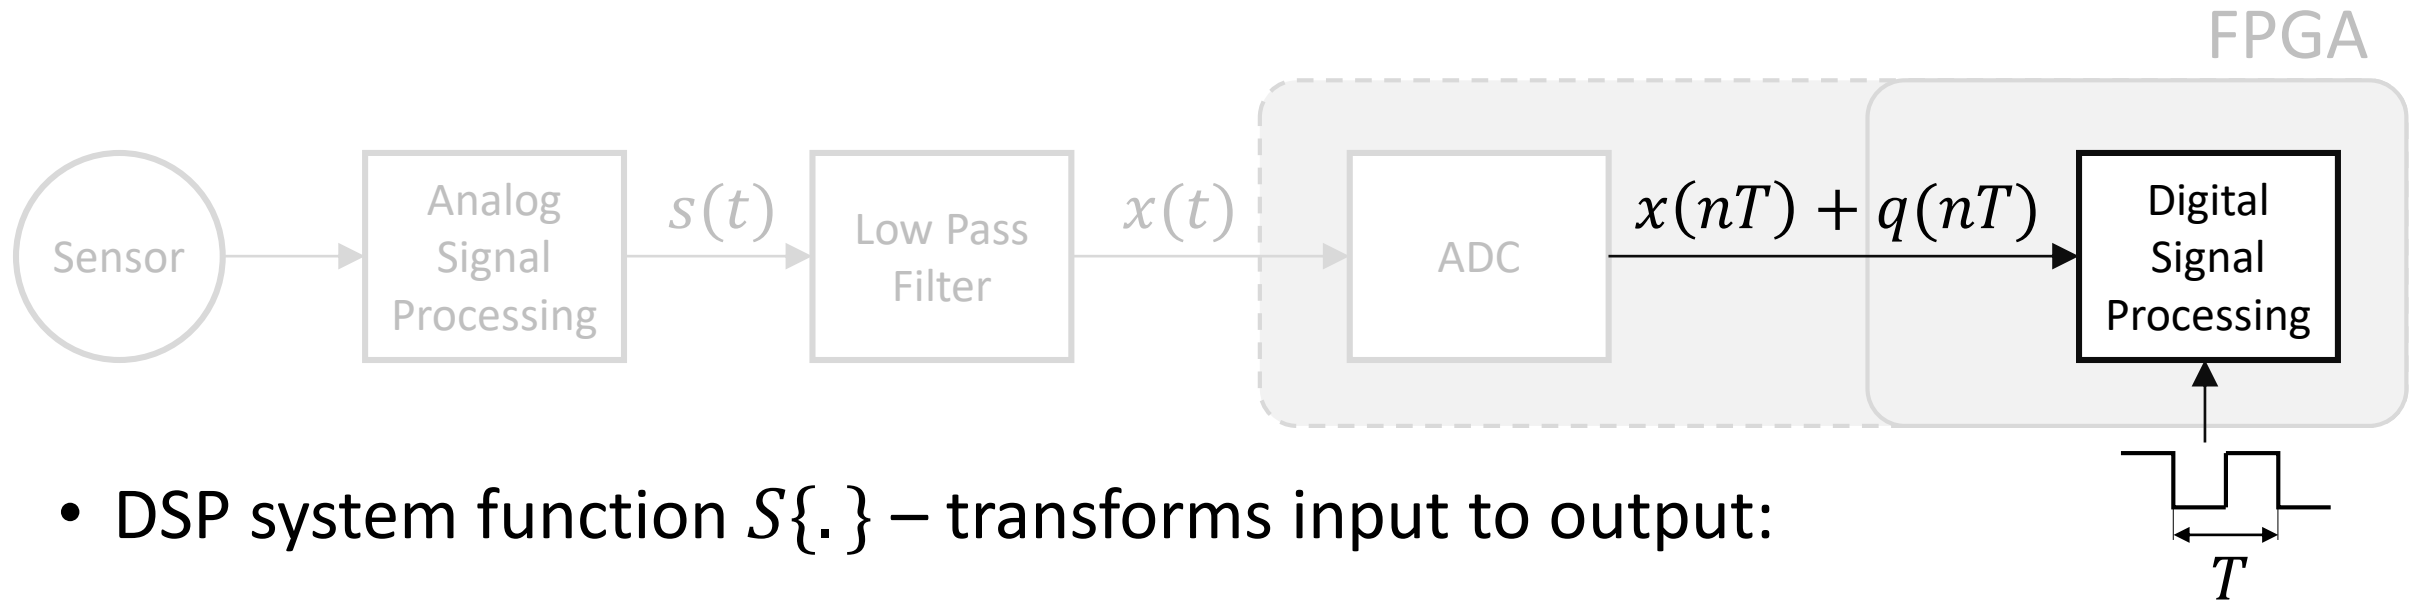 FPGA
Sensor
Analog
Signal
Processing
s(t)
Low Pass
Filter
x(t)
ADC
x(nT) + q(nT)
Digital
Signal
Processing
• DSP system function S{.} – transforms input to output:
T